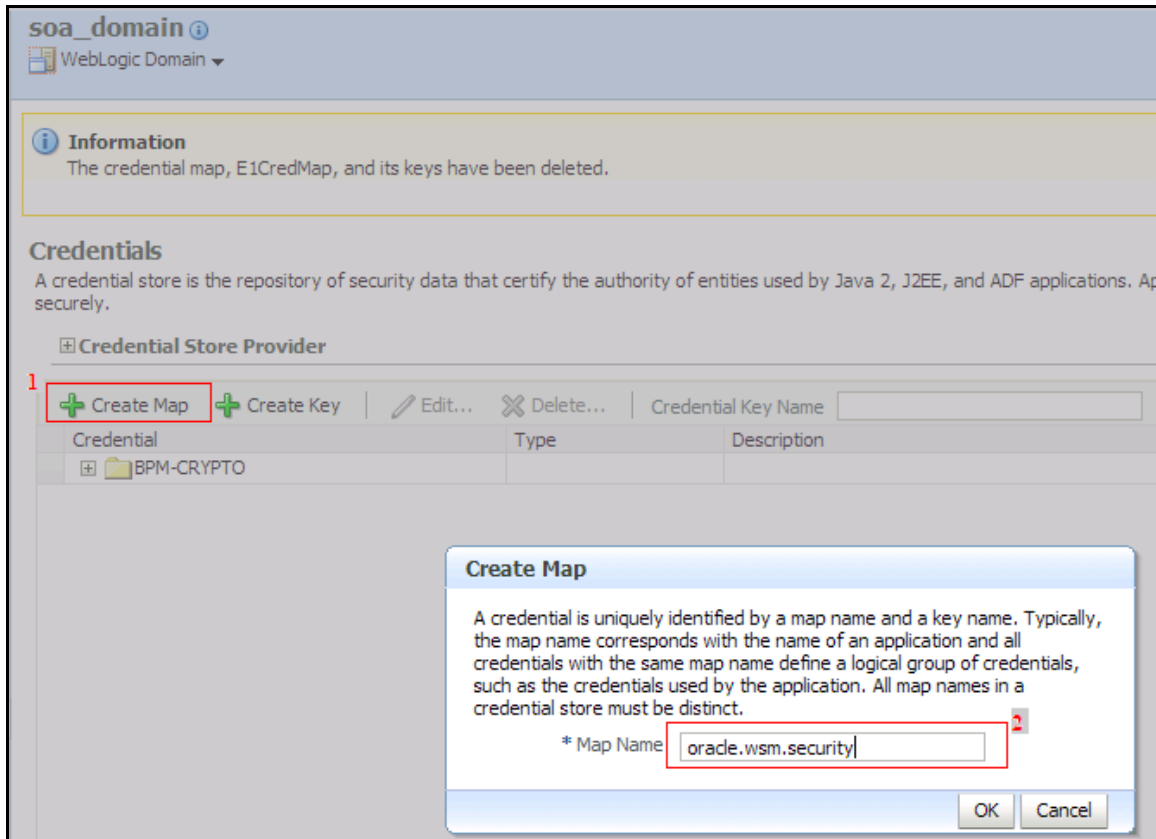 soa_domain
WebLogic Domain
Information
The credential map, E1CredMap, and its keys have been deleted.
Credentials
A credential store is the repository of security data that certify the authority of entities used by Java 2, J2EE, and ADF applications. Ap
securely.
Credential Store Provider
1
Create Map Create Key Edit... Delete... Credential Key Name
Credential Type Description
BPM-CRYPTO
Create Map
A credential is uniquely identified by a map name and a key name. Typically,
the map name corresponds with the name of an application and all
credentials with the same map name define a logical group of credentials,
such as the credentials used by the application. All map names in a
credential store must be distinct.
2
* Map Name oracle.wsm.security
OK Cancel